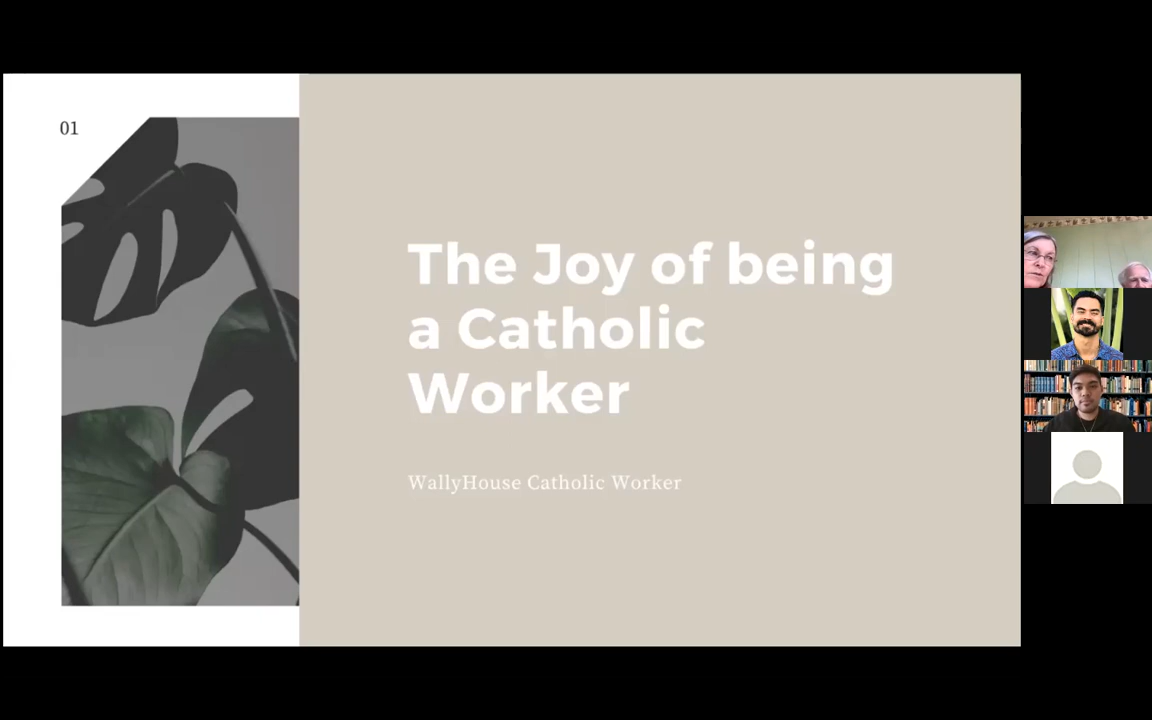 01
The Joy of being
a Catholic
Worker
WallyHouse Catholic Worker